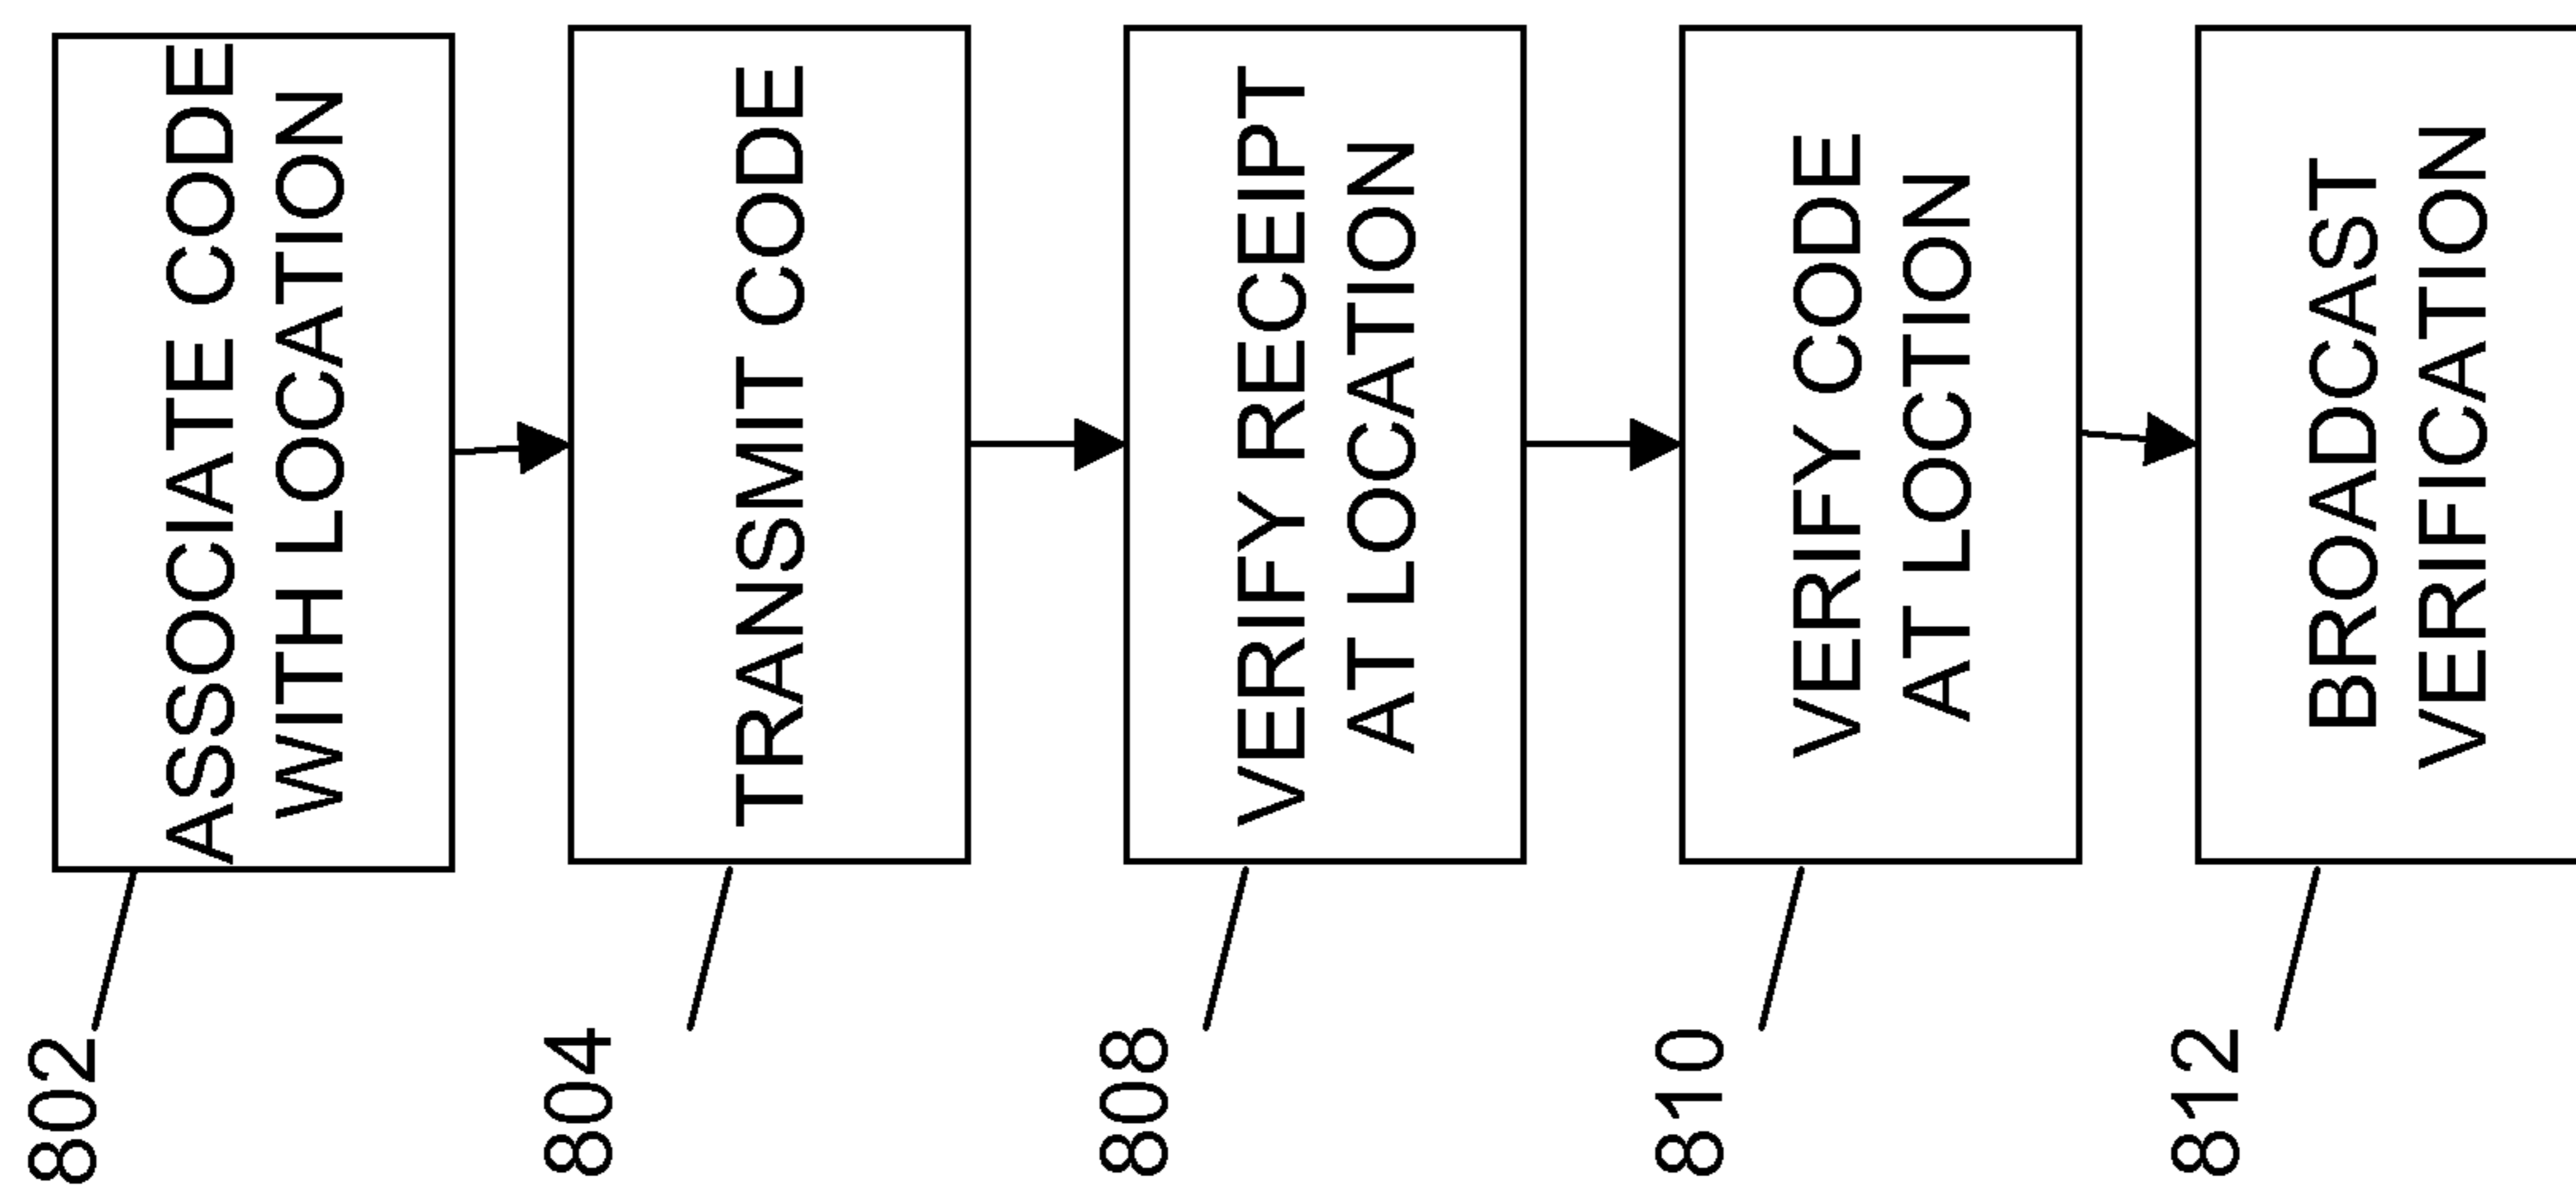 802
ASSOCIATE CODE
WITH LOCATION
804
TRANSMIT CODE
808
VERIFY RECEIPT
AT LOCATION
810
VERIFY CODE
AT LOCTION
812
BROADCAST
VERIFICATION